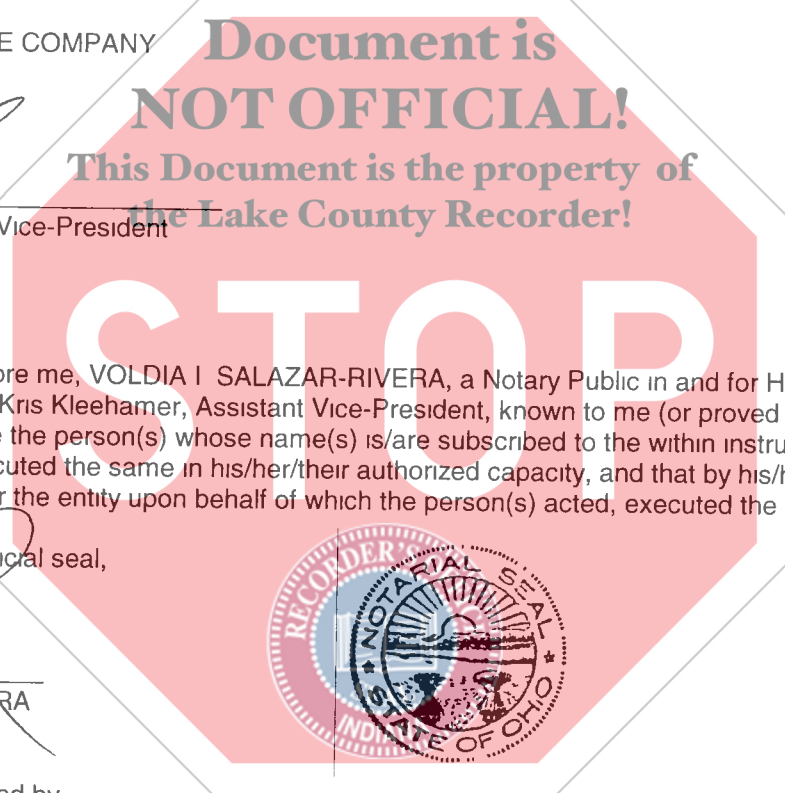 E COMPANY
Document is
NOT OFFICIAL!
This Document is the property of
the Lake County Recorder!
Vice-President
STOP
ore me, VOLDIA I SALAZAR-RIVERA, a Notary Public in and for H
Kris Kleehamer, Assistant Vice-President, known to me (or proved
e the person(s) whose name(s) is/are subscribed to the within instru
cuted the same in his/her/their authorized capacity, and that by his/h
r the entity upon behalf of which the person(s) acted, executed the
icial seal,
RECORDER'S
INDIANA
NOTARIAL SEAL
STATE OF OHIO
RA
ed by